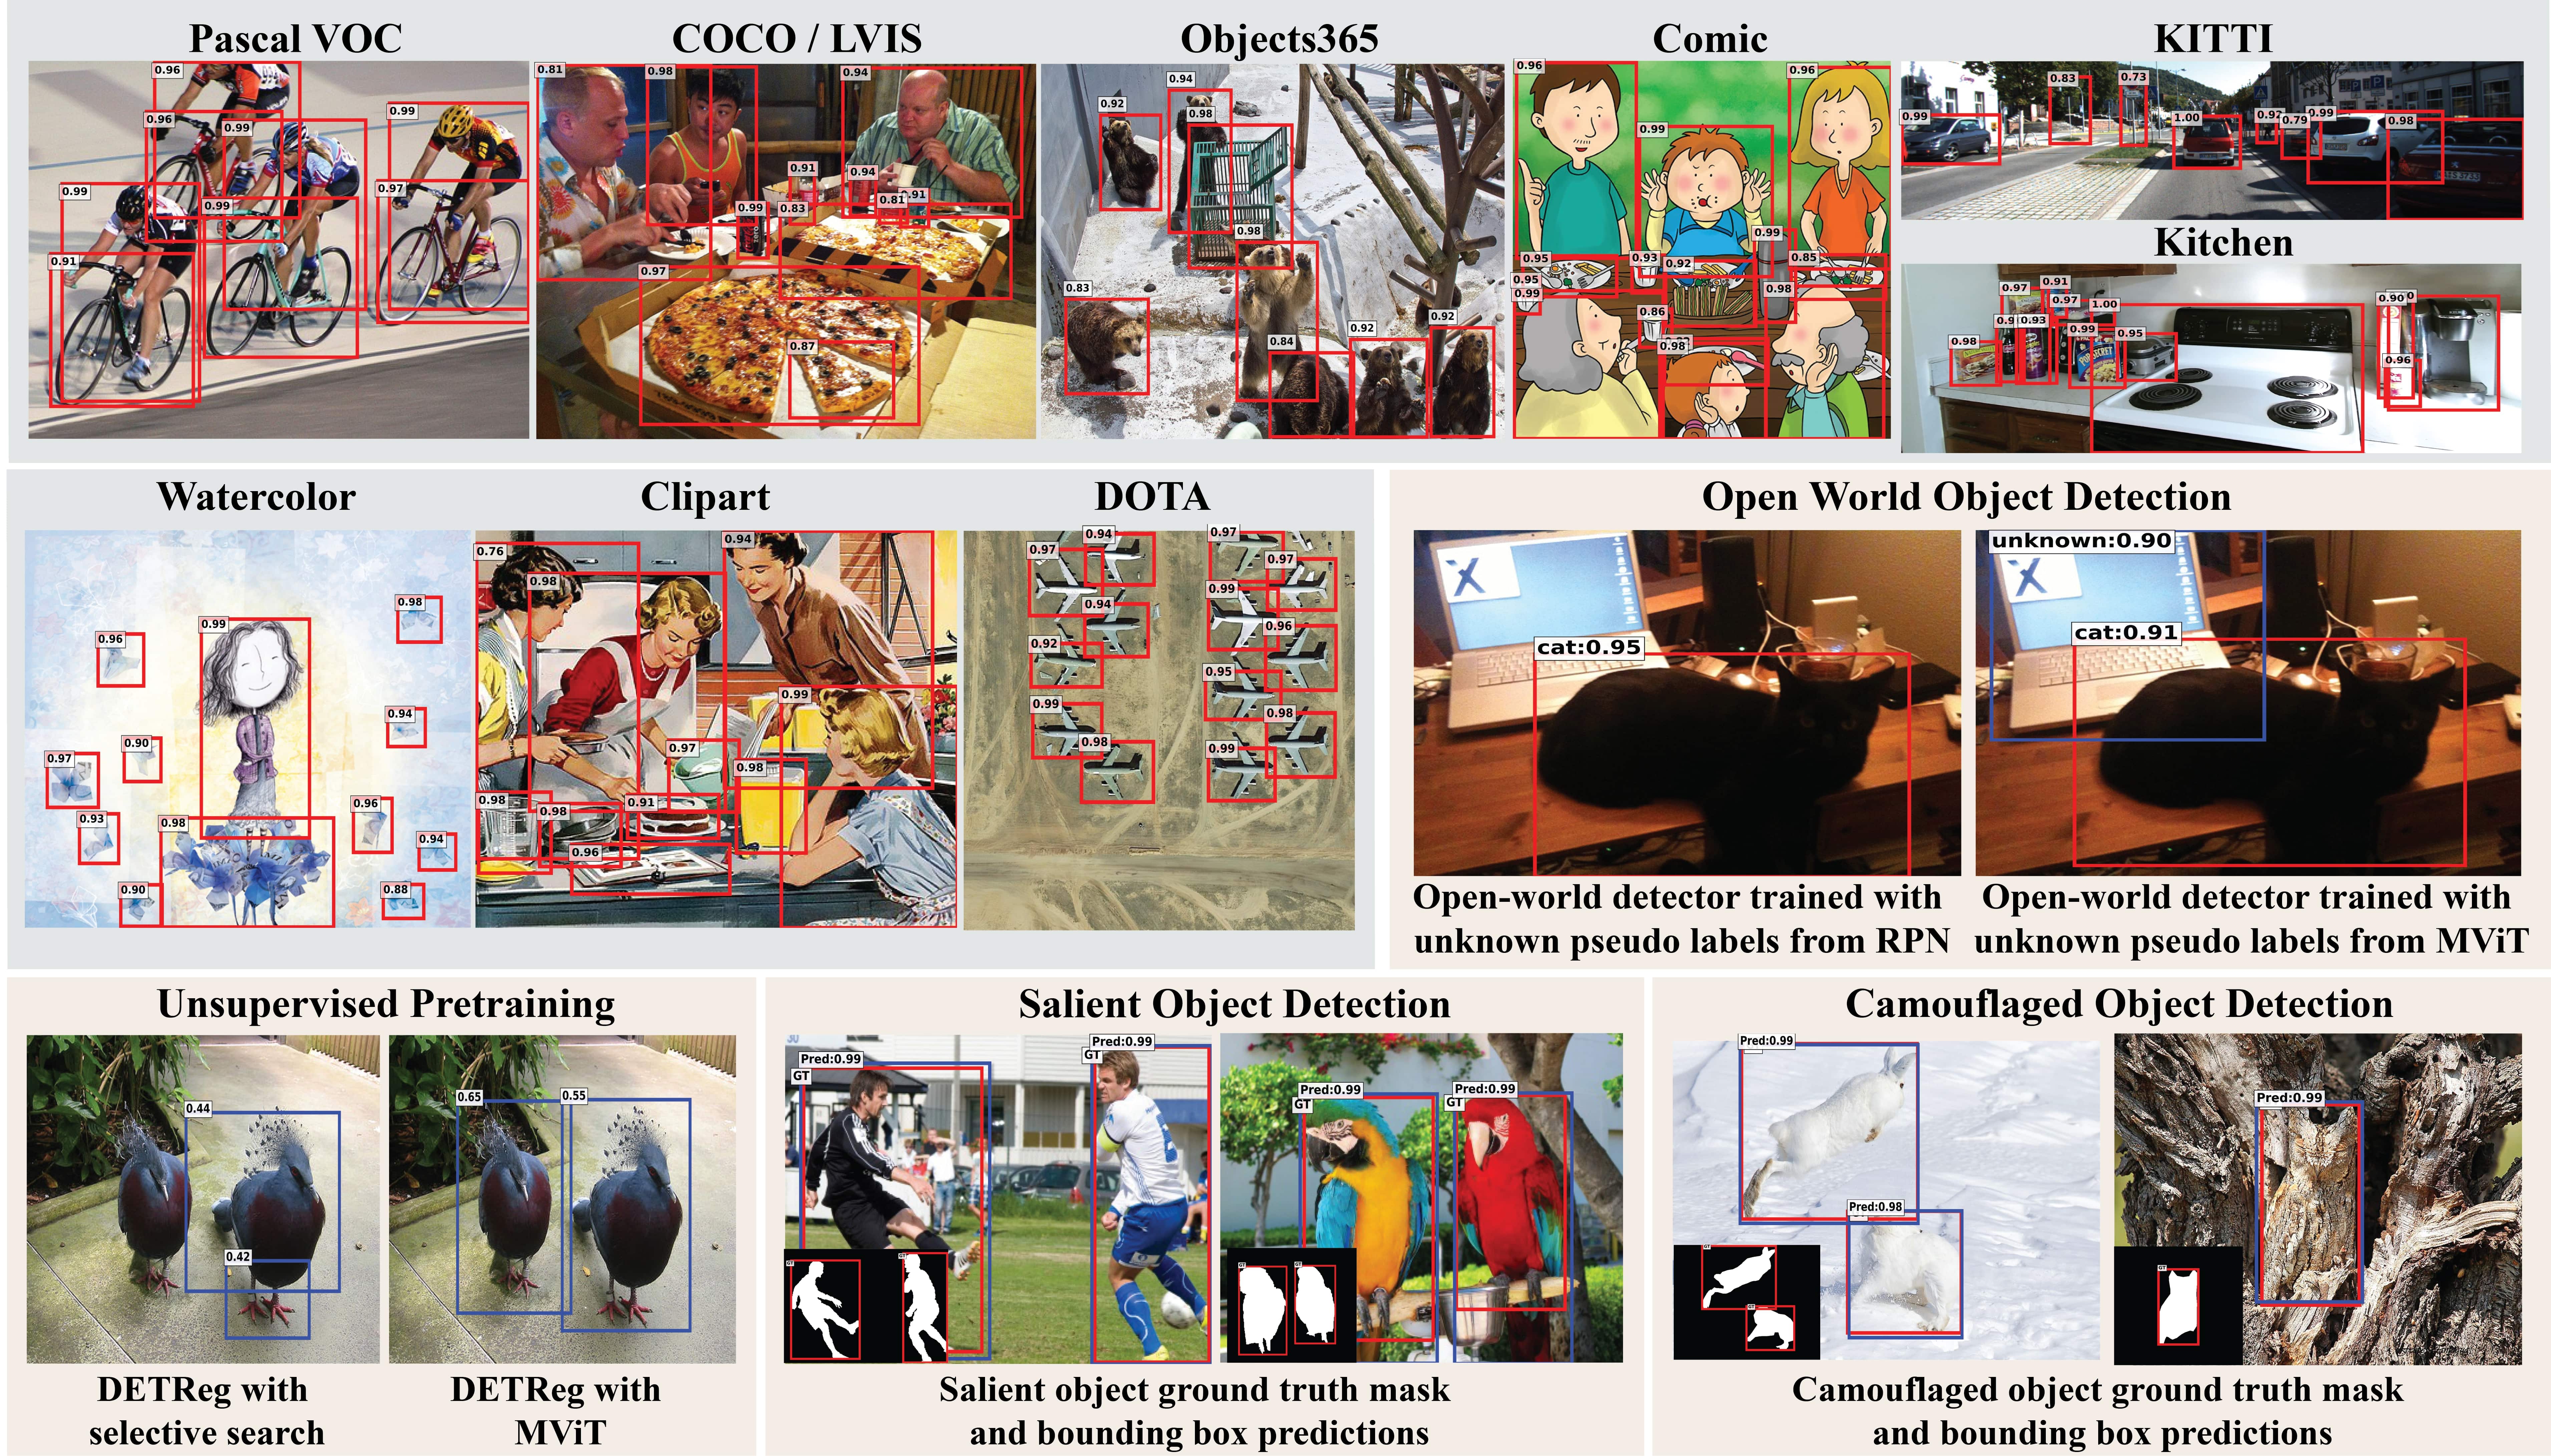 Pascal VOC
COCO / LVIS
Objects365
Comic
KITTI
0.96
0.96
0.99
0.99
0.99
0.97
0.99
0.91
0.81
0.98
0.94
0.91
0.94
0.99
0.83
0.81
0.91
0.97
0.87
0.92
0.94
0.98
0.98
0.83
0.84
0.92
0.92
0.96
0.96
0.99
0.99
0.95
0.93
0.92
0.85
0.95
0.99
0.98
0.86
0.98
0.99
0.83
0.73
1.00
0.92
0.79
0.99
0.98
Kitchen
0.97
0.91
0.97
1.00
0.93
0.99
0.95
0.98
0.90
0.96
Watercolor
Clipart
DOTA
Open World Object Detection
0.98
0.96
0.99
0.94
0.90
0.97
0.96
0.93
0.98
0.94
0.90
0.88
0.76
0.94
0.98
0.99
0.97
0.98
0.98
0.98
0.91
0.96
0.94
0.97
0.97
0.97
0.94
0.99
0.96
0.92
0.95
0.99
0.98
0.98
0.99
X
cat:0.95
unknown:0.90
X
cat:0.91
Open-world detector trained with
unknown pseudo labels from RPN
Open-world detector trained with
unknown pseudo labels from MViT
Unsupervised Pretraining
Salient Object Detection
Camouflaged Object Detection
0.44
0.42
0.65
0.55
Pred:0.99
GT
Pred:0.99
GT
GT
GT
Pred:0.99
GT
Pred:0.99
GT
GT
GT
Pred:0.99
Pred:0.98
GT
GT
Pred:0.99
GT
DETReg with
selective search
DETReg with
MViT
Salient object ground truth mask
and bounding box predictions
Camouflaged object ground truth mask
and bounding box predictions